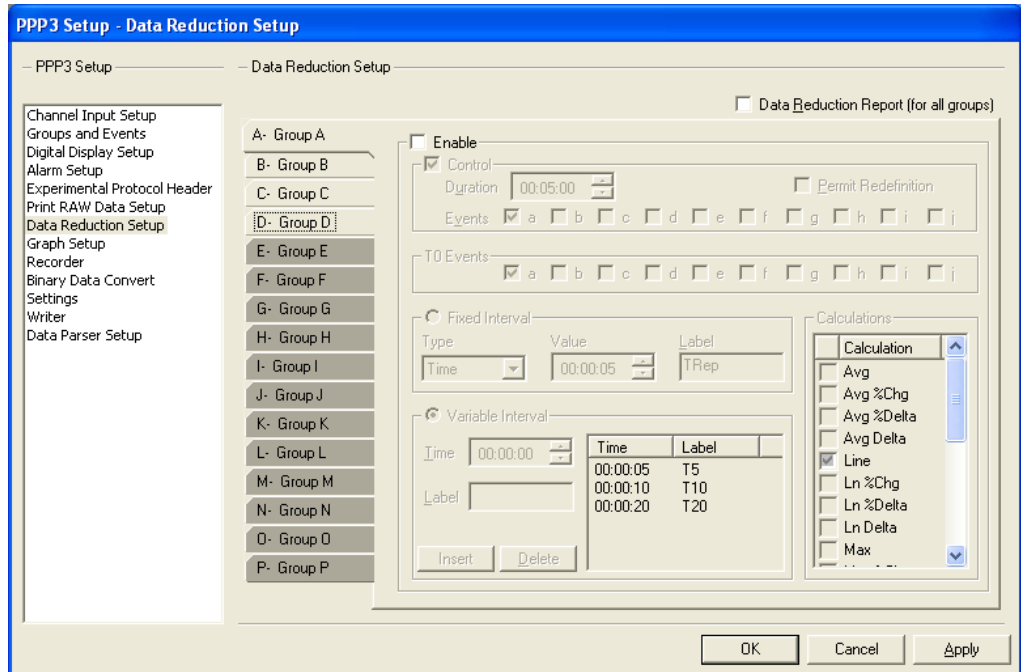 PPP3 Setup - Data Reduction Setup
PPP3 Setup
Channel Input Setup
Groups and Events
Digital Display Setup
Alarm Setup
Experimental Protocol Header
Print RAW Data Setup
Data Reduction Setup
Graph Setup
Recorder
Binary Data Convert
Settings
Writer
Data Parser Setup
Data Reduction Setup
Data Reduction Report (for all groups)
A- Group A
B- Group B
C- Group C
D- Group D
E- Group E
F- Group F
G- Group G
H- Group H
I- Group I
J- Group J
K- Group K
L- Group L
M- Group M
N- Group N
O- Group O
P- Group P
Enable
Control
Duration 00:05:00 Permit Redefinition
Events a b c d e f g h i j
T0 Events
a b c d e f g h i j
Fixed Interval
Type Value Label
Time 00:00:05 TRep
Variable Interval
Time 00:00:00
Label
Time Label
00:00:05 T5
00:00:10 T10
00:00:20 T20
Insert Delete
Calculations
Calculation
Avg
Avg %Chg
Avg %Delta
Avg Delta
Line
Ln %Chg
Ln %Delta
Ln Delta
Max
OK Cancel Apply